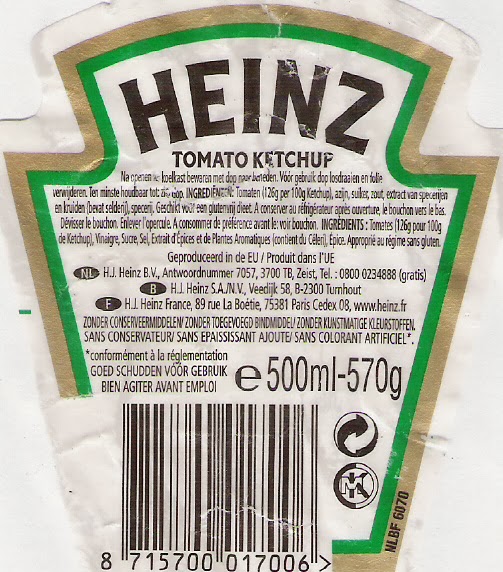 HEINZ
TOMATO KETCHUP
Na openen in koelkast bewaren met dop naar beneden. Vóór gebruik dop losdraaien en folie
verwijderen. Ten minste houdbaar tot: zie dop. INGREDIËNTEN: Tomaten (126g per 100g Ketchup), azijn, suiker, zout, extract van specerijen
en kruiden (bevat selderij), specerij. Geschikt voor een glutenvrij dieet. A conserver au réfrigérateur après ouverture, le bouchon vers le bas.
Dévisser le bouchon. Enlever l'opercule. A consommer de préférence avant le: voir bouchon. INGRÉDIENTS: Tomates (126g pour 100g
de Ketchup), Vinaigre, Sucre, Sel, Extrait d'Épices et de Plantes Aromatiques (contient du Céleri), Epice. Approprié au régime sans gluten.
Geproduceerd in de EU / Produit dans l'UE
NL H.J. Heinz B.V., Antwoordnummer 7057, 3700 TB, Zeist, Tel.: 0800 0234888 (gratis)
B H.J. Heinz S.A./N.V., Veedijk 58, B-2300 Turnhout
F H.J. Heinz France, 89 rue La Boétie, 75381 Paris Cedex 08, www.heinz.fr
ZONDER CONSERVEERMIDDELEN/ ZONDER TOEGEVOEGD BINDMIDDEL/ ZONDER KUNSTMATIGE KLEURSTOFFEN.
SANS CONSERVATEUR/ SANS EPAISSISSANT AJOUTE/ SANS COLORANT ARTIFICIEL*.
*conformément à la réglementation
GOED SCHUDDEN VÓÓR GEBRUIK
BIEN AGITER AVANT EMPLOI
e 500ml-570g
NLBF 6070
8 715700 017006 >